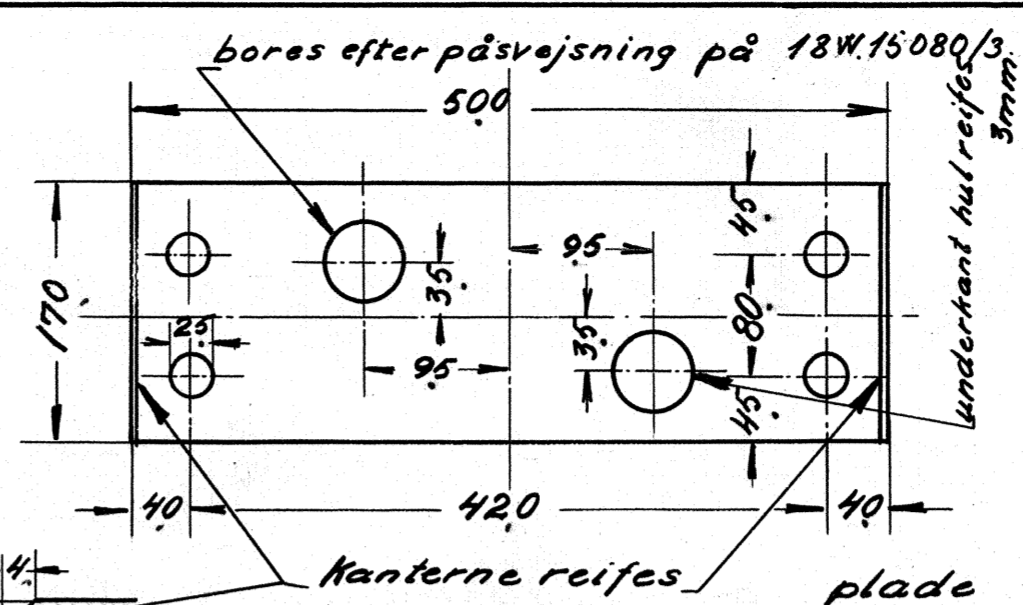 bores efter påsvejsning på 18W.15080/3.
500
underkant hul reifes
3mm.
45
95
170
35
25
80
35
95
45
40
420
40
4
Kanterne reifes
plade